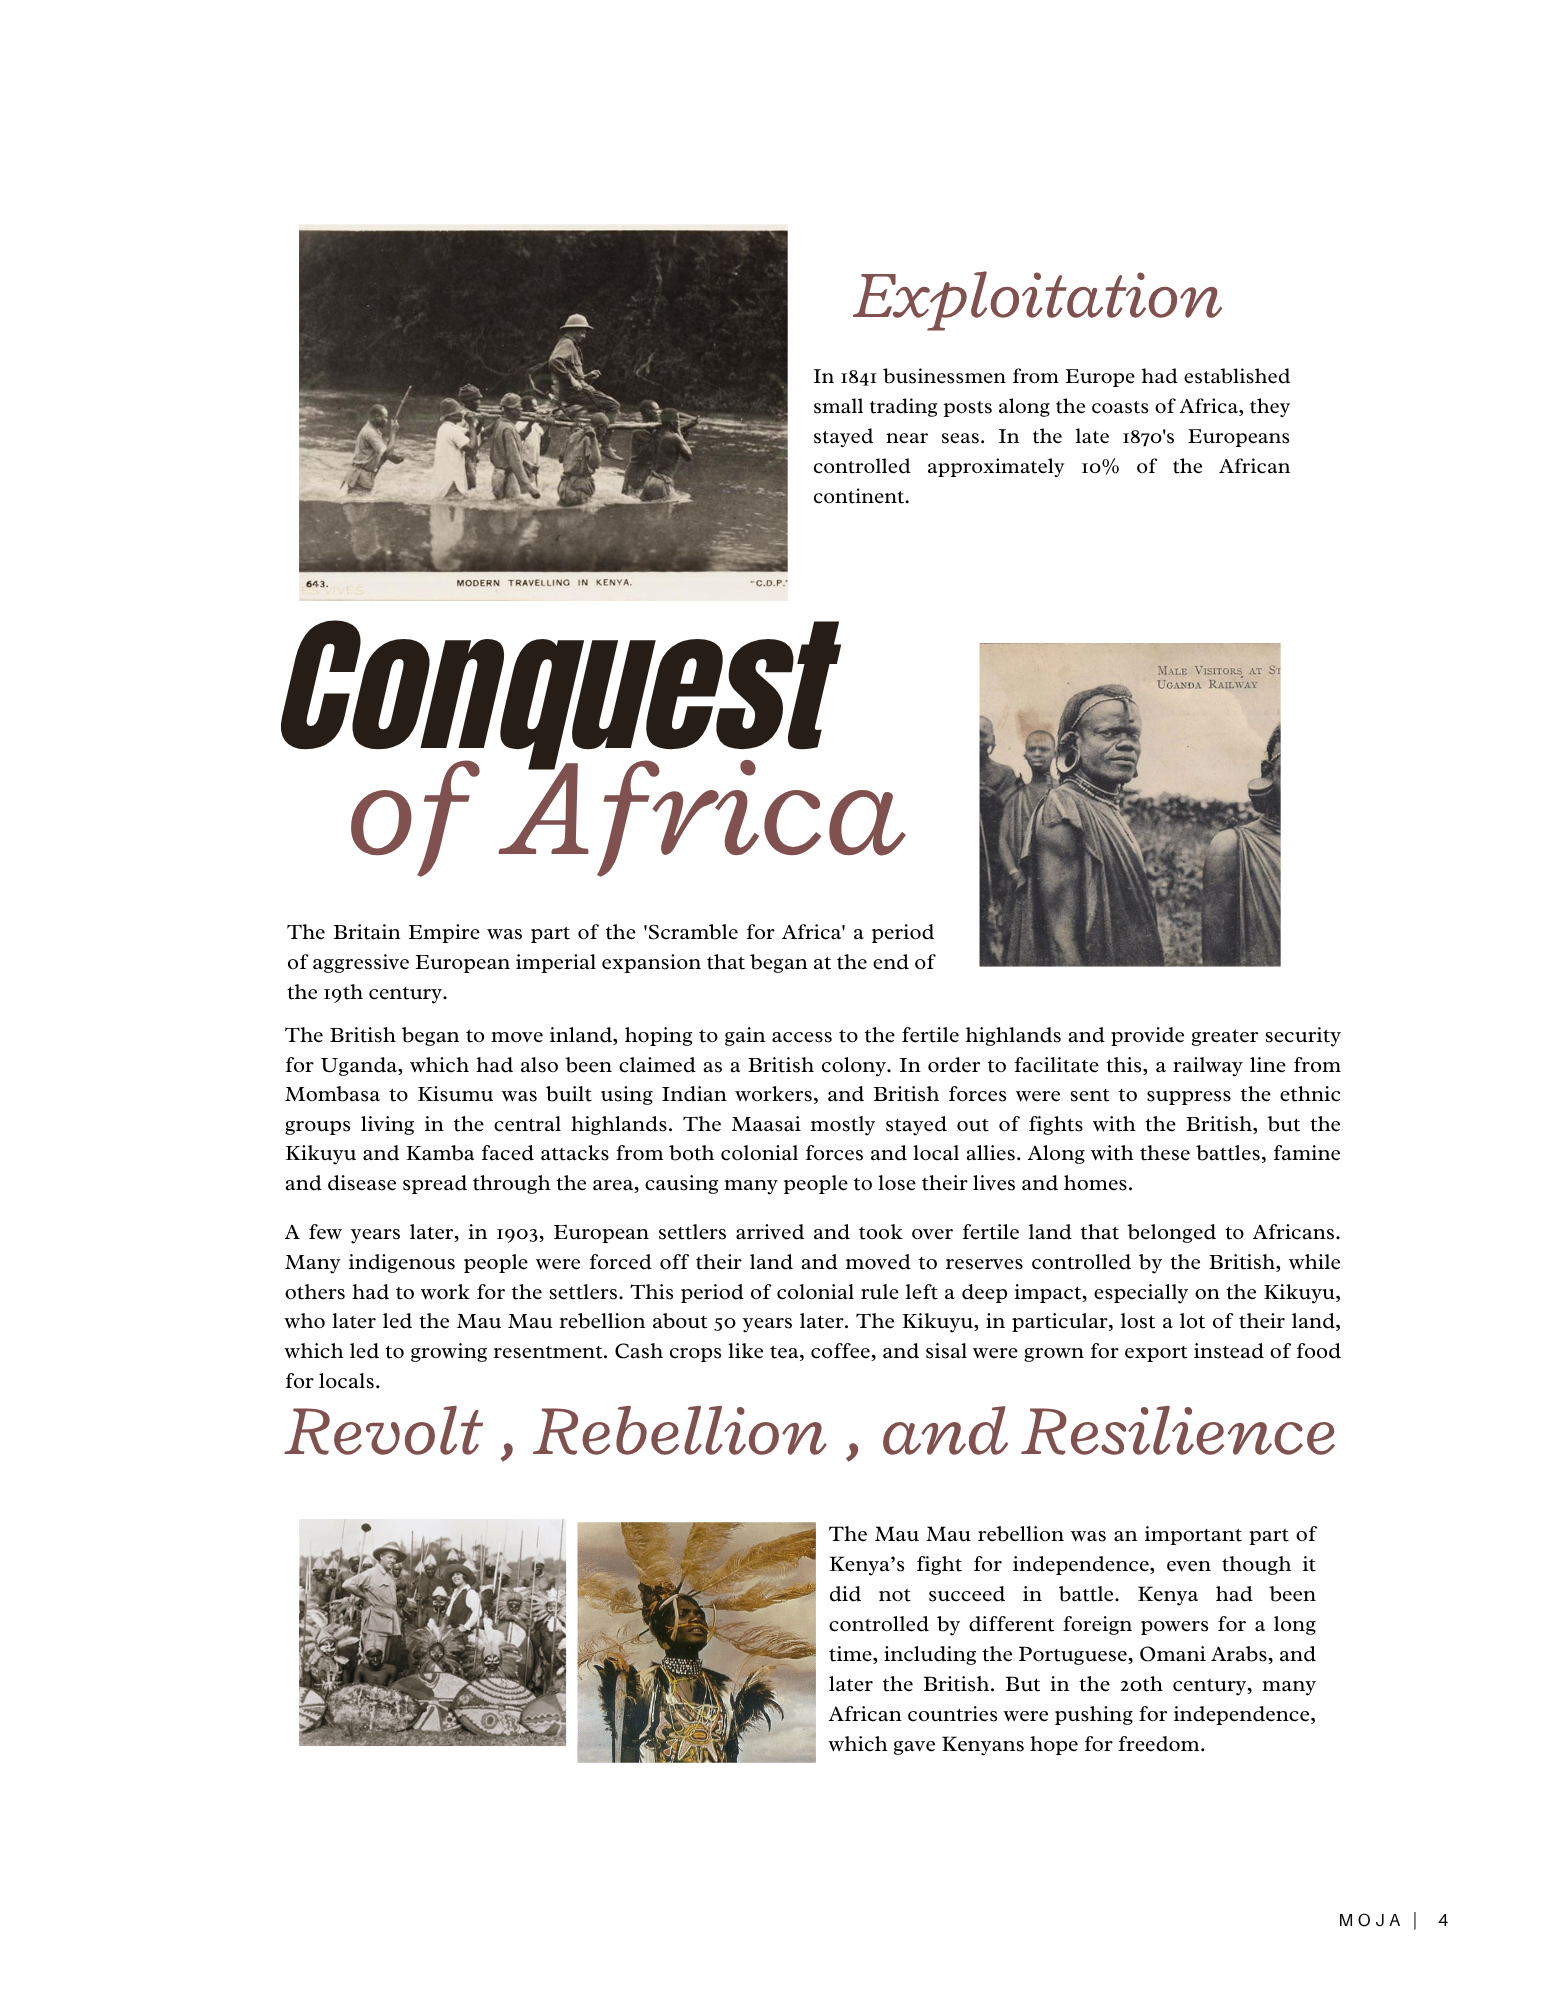 Exploitation
In 1841 businessmen from Europe had established
small trading posts along the coasts of Africa, they
stayed near seas. In the late 1870's Europeans
controlled approximately 10% of the African
continent.
643. MODERN TRAVELLING IN KENYA. "C.D.P."
Conquest
of Africa
MALE VISITORS AT
UGANDA RAILWAY
The Britain Empire was part of the 'Scramble for Africa' a period
of aggressive European imperial expansion that began at the end of
the 19th century.
The British began to move inland, hoping to gain access to the fertile highlands and provide greater security
for Uganda, which had also been claimed as a British colony. In order to facilitate this, a railway line from
Mombasa to Kisumu was built using Indian workers, and British forces were sent to suppress the ethnic
groups living in the central highlands. The Maasai mostly stayed out of fights with the British, but the
Kikuyu and Kamba faced attacks from both colonial forces and local allies. Along with these battles, famine
and disease spread through the area, causing many people to lose their lives and homes.
A few years later, in 1903, European settlers arrived and took over fertile land that belonged to Africans.
Many indigenous people were forced off their land and moved to reserves controlled by the British, while
others had to work for the settlers. This period of colonial rule left a deep impact, especially on the Kikuyu,
who later led the Mau Mau rebellion about 50 years later. The Kikuyu, in particular, lost a lot of their land,
which led to growing resentment. Cash crops like tea, coffee, and sisal were grown for export instead of food
for locals.
Revolt , Rebellion , and Resilience
The Mau Mau rebellion was an important part of
Kenya’s fight for independence, even though it
did not succeed in battle. Kenya had been
controlled by different foreign powers for a long
time, including the Portuguese, Omani Arabs, and
later the British. But in the 20th century, many
African countries were pushing for independence,
which gave Kenyans hope for freedom.
MOJA | 4